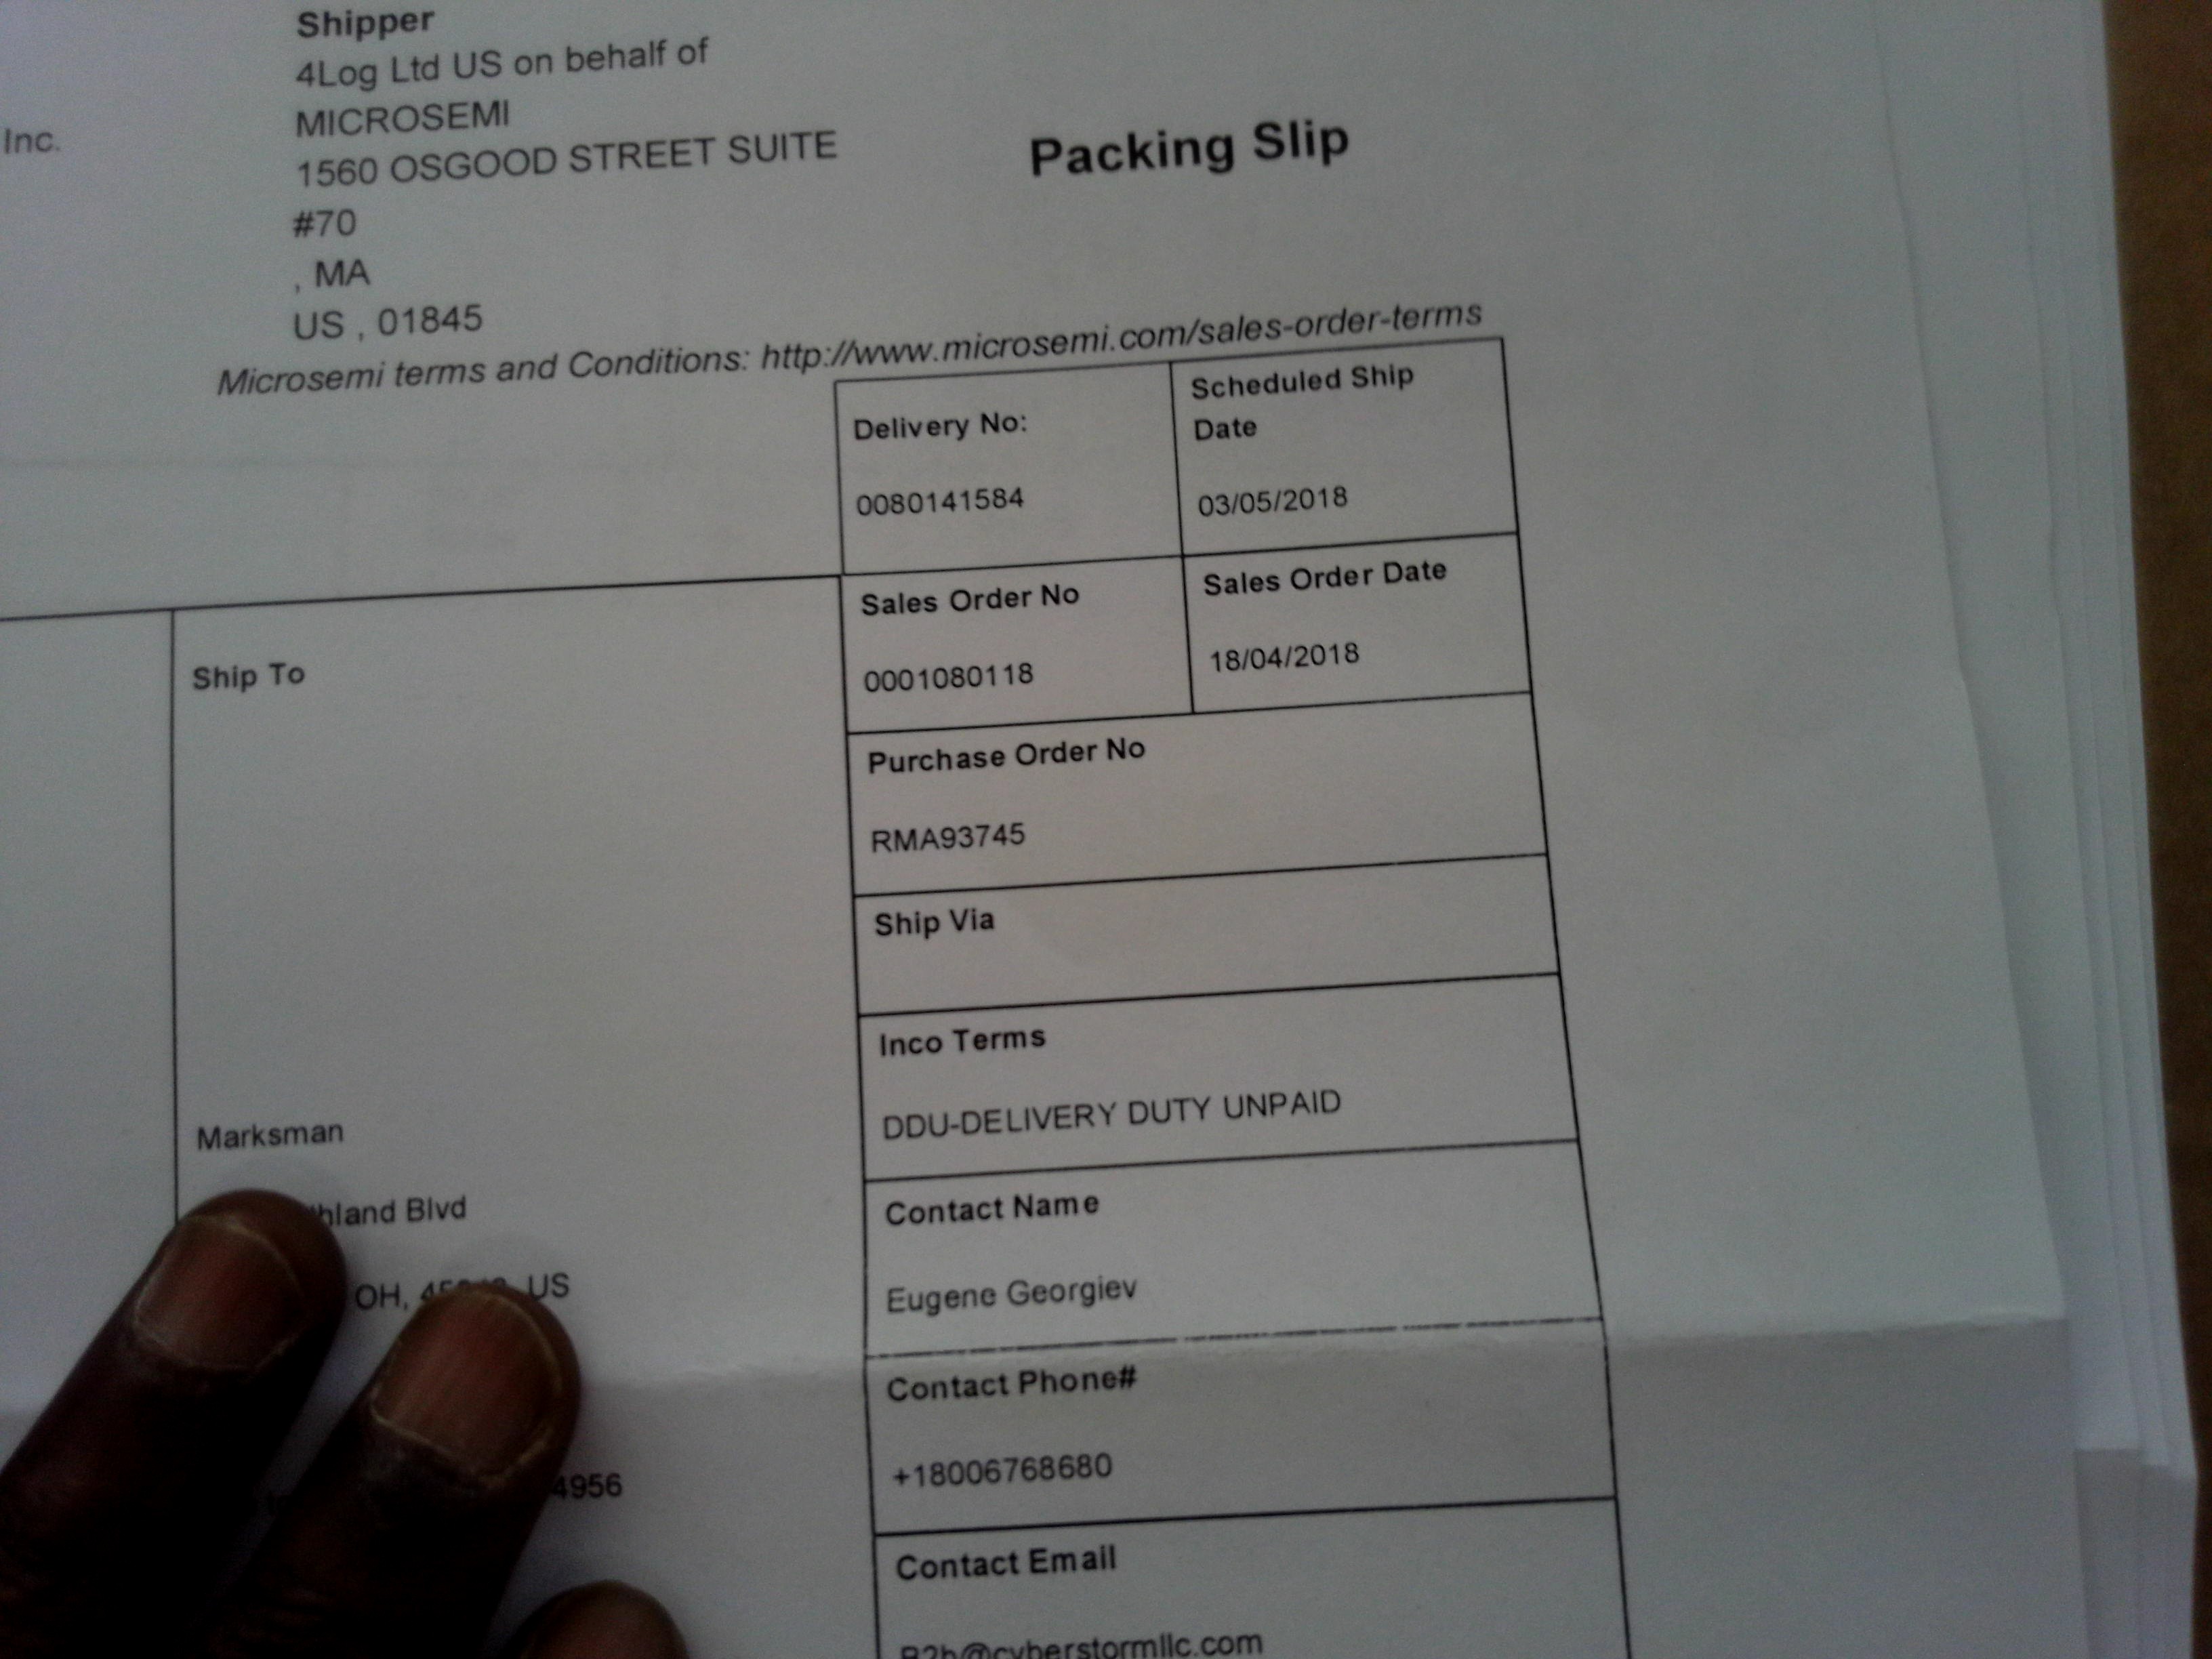 Inc.
Shipper
4Log Ltd US on behalf of
MICROSEMI
1560 OSGOOD STREET SUITE
#70
, MA
US , 01845
Packing Slip
Microsemi terms and Conditions: http://www.microsemi.com/sales-order-terms
Delivery No:
0080141584
Scheduled Ship
Date
03/05/2018
Sales Order No
0001080118
Sales Order Date
18/04/2018
Purchase Order No
RMA93745
Ship Via
Inco Terms
DDU-DELIVERY DUTY UNPAID
Contact Name
Eugene Georgiev
Contact Phone#
+18006768680
Contact Email
Ship To
Marksman
Blvd
OH, US
4956